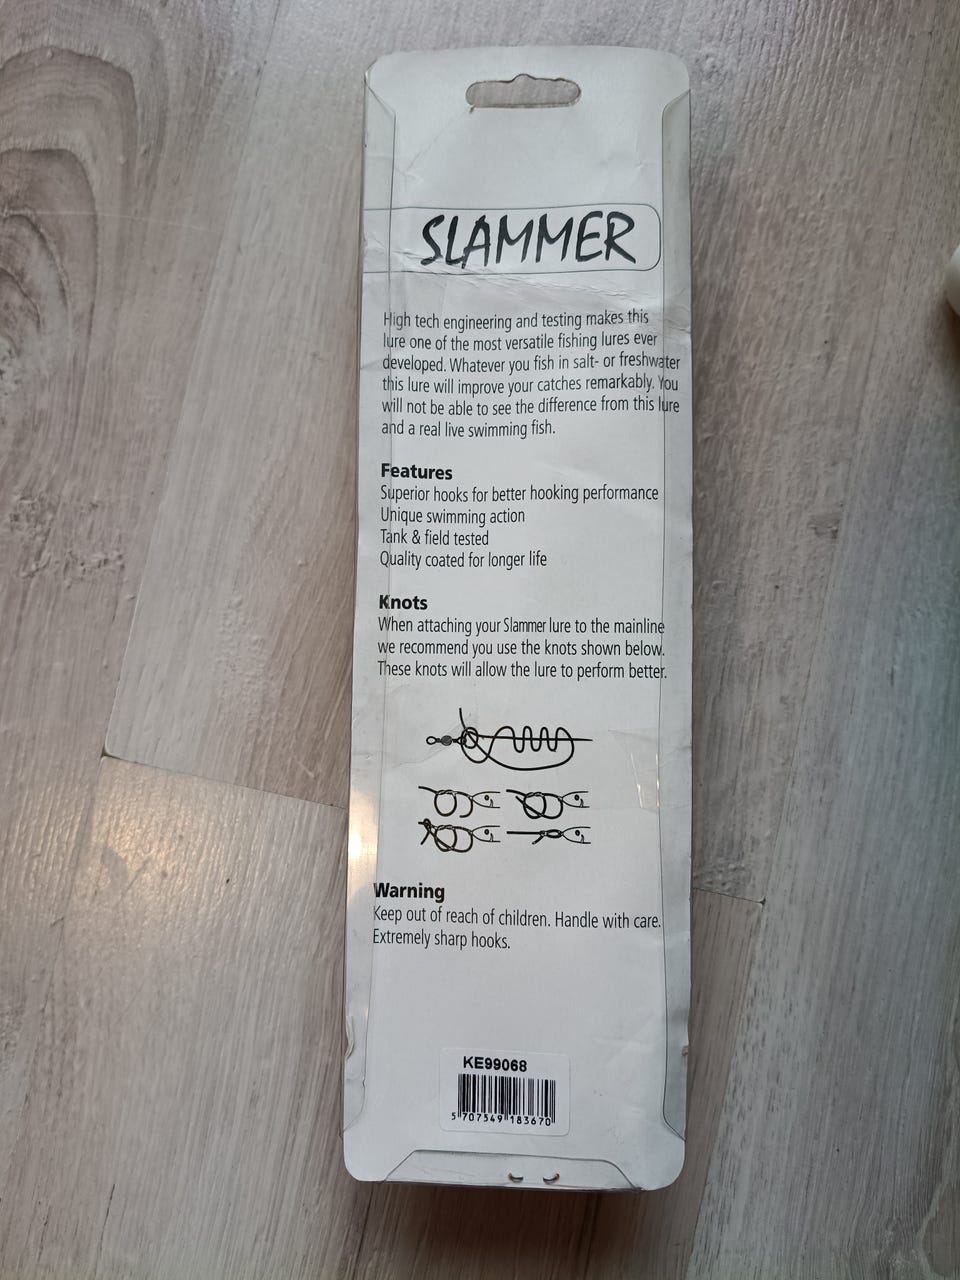 SLAMMER
High tech engineering and testing makes this
lure one of the most versatile fishing lures ever
developed. Whatever you fish in salt- or freshwater
this lure will improve your catches remarkably. You
will not be able to see the difference from this lure
and a real live swimming fish.
Features
Superior hooks for better hooking performance
Unique swimming action
Tank & field tested
Quality coated for longer life
Knots
When attaching your Slammer lure to the mainline
we recommend you use the knots shown below.
These knots will allow the lure to perform better.
Warning
Keep out of reach of children. Handle with care.
Extremely sharp hooks.
KE99068
5 707549 183670